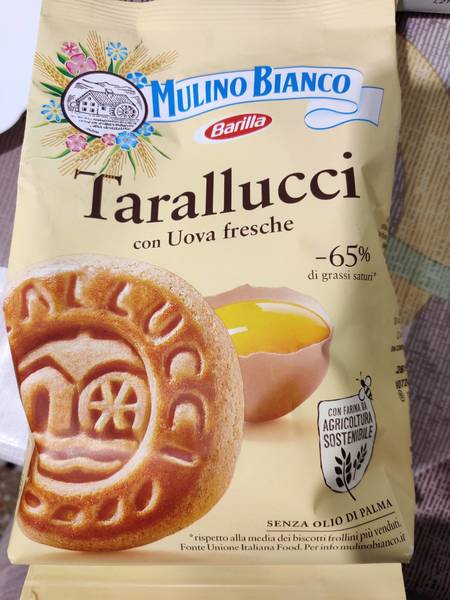 MULINO BIANCO
Barilla
Tarallucci
con Uova fresche
-65%
di grassi saturi*
TALLUCCI
CON FARINA DA
AGRICOLTURA
SOSTENIBILE
SENZA OLIO DI PALMA
*rispetto alla media dei biscotti frollini più venduti.
Fonte Unione Italiana Food. Per info mulinobianco.it